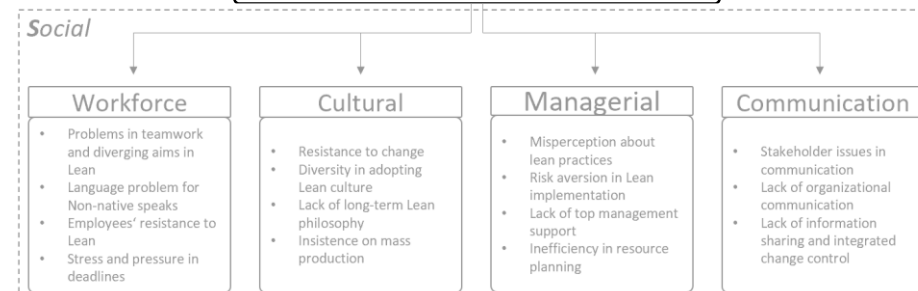 Social
Workforce
• Problems in teamwork
and diverging aims in
Lean
• Language problem for
Non-native speaks
• Employees‘ resistance to
Lean
• Stress and pressure in
deadlines
Cultural
• Resistance to change
• Diversity in adopting
Lean culture
• Lack of long-term Lean
philosophy
• Insistence on mass
production
Managerial
• Misperception about
lean practices
• Risk aversion in Lean
implementation
• Lack of top management
support
• Inefficiency in resource
planning
Communication
• Stakeholder issues in
communication
• Lack of organizational
communication
• Lack of information
sharing and integrated
change control